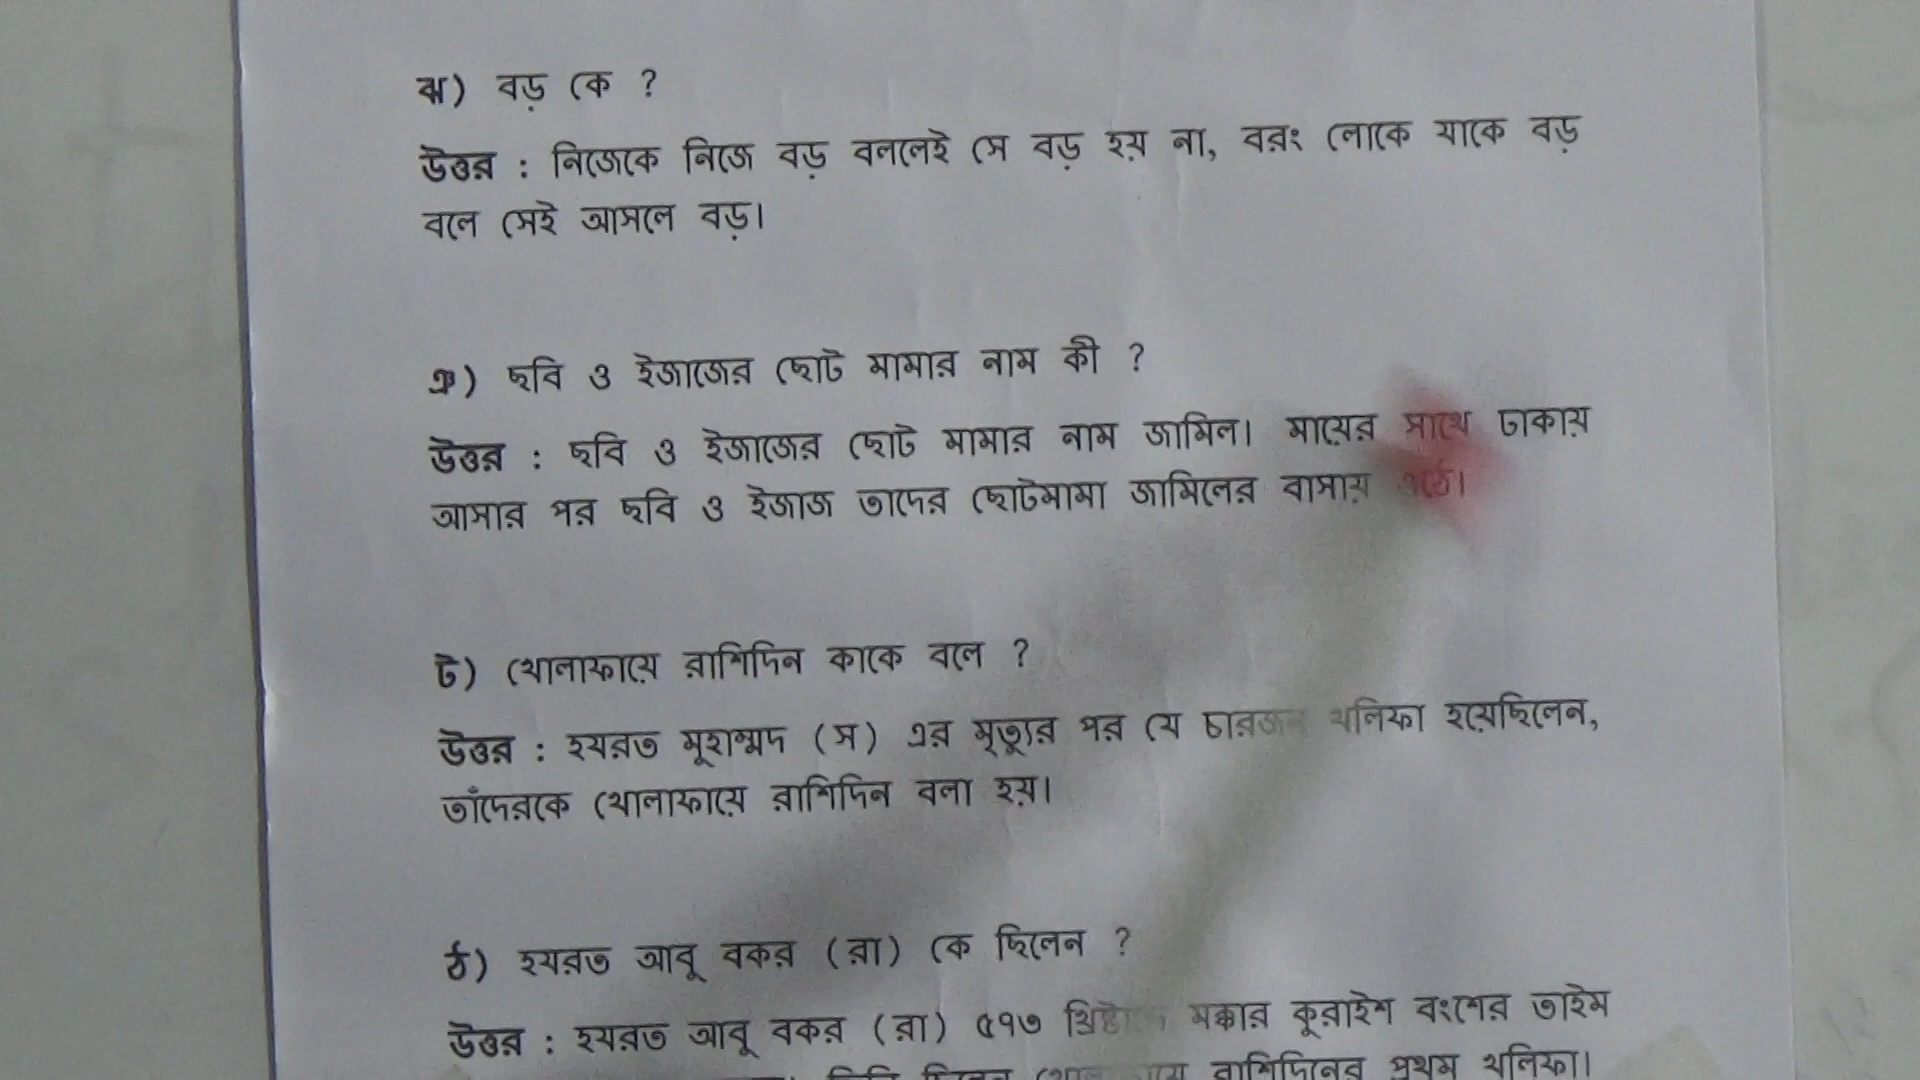 ঝ) বড় কে ?
উত্তর : নিজেকে নিজে বড় বললেই সে বড় হয় না, বরং লোকে যাকে বড়
বলে সেই আসলে বড়।
ঞ) ছবি ও ইজাজের ছোট মামার নাম কী ?
উত্তর : ছবি ও ইজাজের ছোট মামার নাম জামিল। মায়ের সাথে ঢাকায়
আসার পর ছবি ও ইজাজ তাদের ছোটমামা জামিলের বাসায়
ট) খোলাফায়ে রাশিদিন কাকে বলে ?
উত্তর : হযরত মূহাম্মদ (স) এর মৃত্যুর পর যে চারজন খলিফা হয়েছিলেন,
তাঁদেরকে খোলাফায়ে রাশিদিন বলা হয়।
ঠ) হযরত আবূ বকর (রা) কে ছিলেন ?
উত্তর : হযরত আবূ বকর (রা) ৫৭৩ মক্কার কূরাইশ বংশের তাইম
রাশিদিনের প্রথম খলিফা।